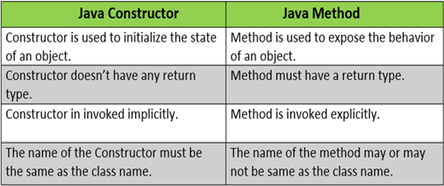 Java Constructor
Java Method
Constructor is used to initialize the state
of an object.
Method is used to expose the behavior
of an object.
Constructor doesn't have any return
type.
Method must have a return type.
Constructor in invoked implicitly.
Method is invoked explicitly.
The name of the Constructor must be
the same as the class name.
The name of the method may or may
not be same as the class name.